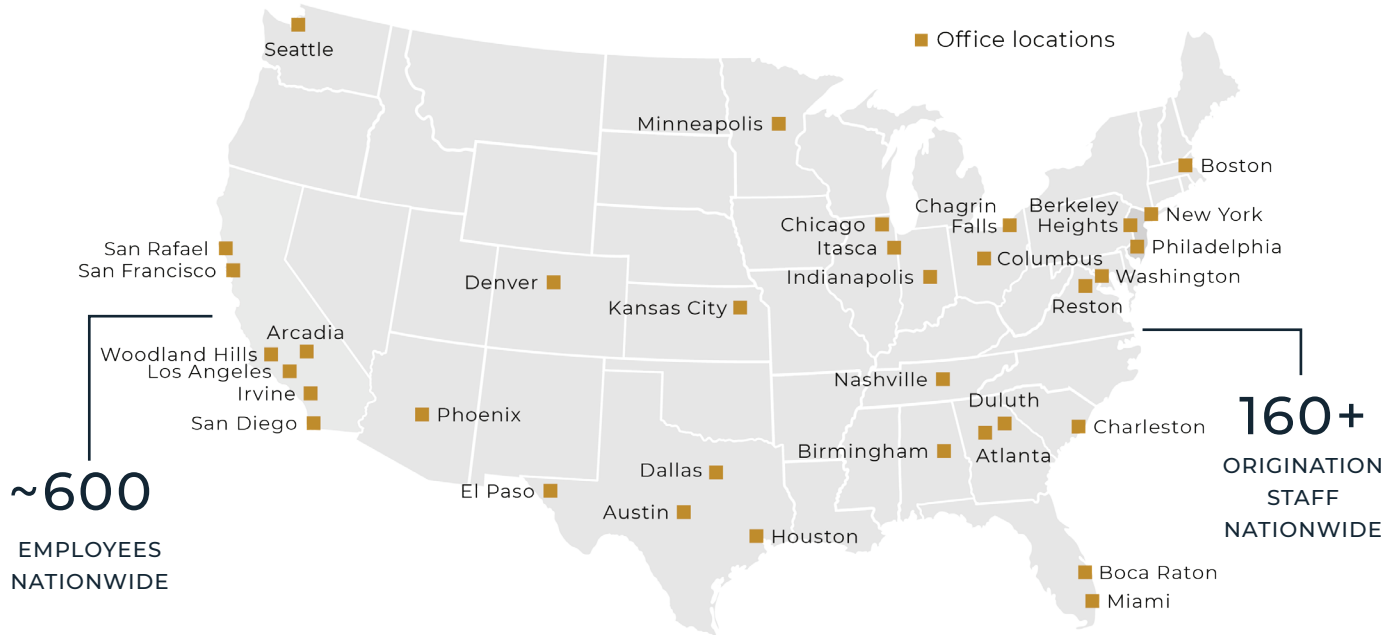 Seattle
Office locations
Minneapolis
Boston
Chagrin
Falls
Berkeley
Heights
New York
Chicago
Itasca
Philadelphia
San Rafael
San Francisco
Columbus
Indianapolis
Washington
Denver
Reston
Kansas City
Arcadia
Woodland Hills
Los Angeles
Irvine
San Diego
Nashville
Duluth
Phoenix
Charleston
Birmingham
Atlanta
Dallas
El Paso
Austin
Houston
Boca Raton
Miami
~600
EMPLOYEES
NATIONWIDE
160+
ORIGINATION
STAFF
NATIONWIDE